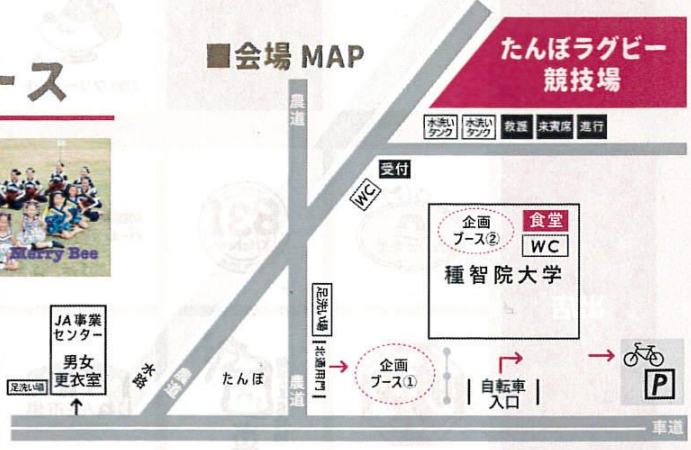 ■会場 MAP
ース
たんぼラグビー
競技場
農道
水洗い
タンク
水洗い
タンク
救護
来賓席
進行
受付
WC
Merry Bee
企画
ブース②
食堂
WC
種智院大学
足洗い場
JA事業
センター
男女
更衣室
足洗い場
水路
農道
たんぼ
農道
北通用門
企画
ブース①
自転車
入口
P
車道